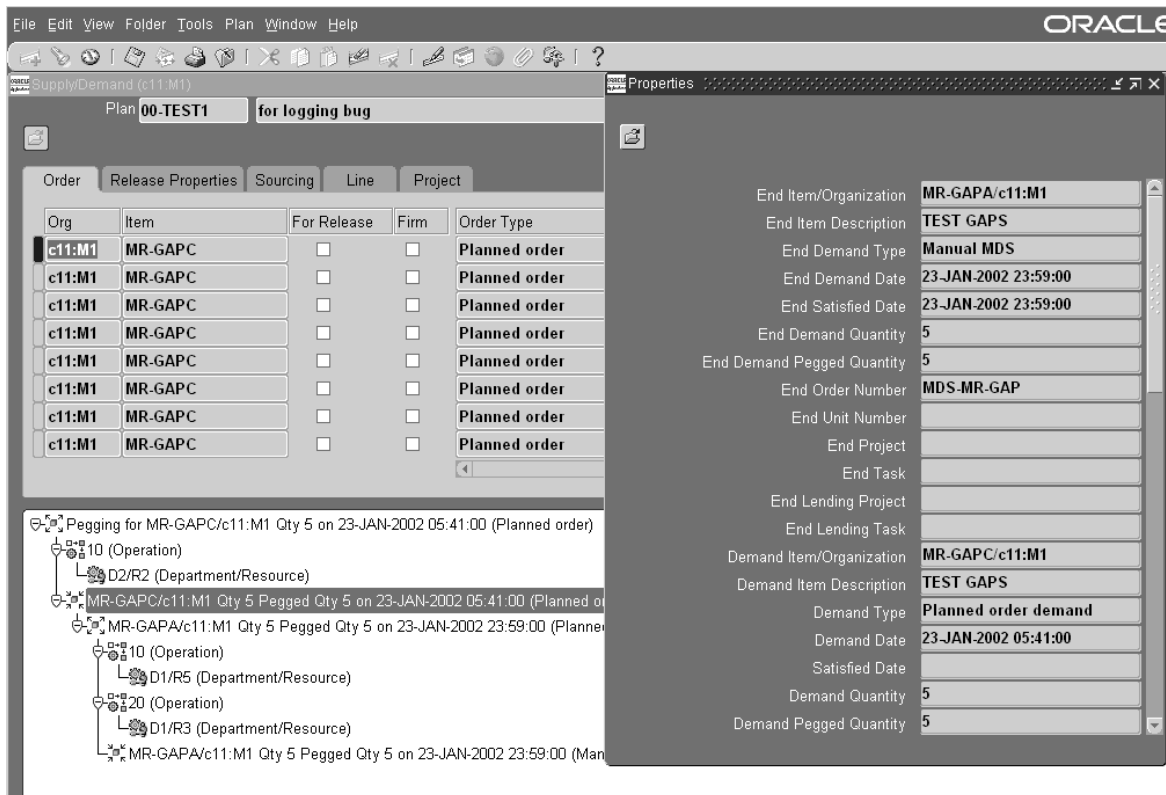 File Edit View Folder Tools Plan Window Help
ORACLE
Supply/Demand (c11:M1)
Plan 00-TEST1 for logging bug
Order Release Properties Sourcing Line Project
Org Item For Release Firm Order Type
c11:M1 MR-GAPC Planned order
c11:M1 MR-GAPC Planned order
c11:M1 MR-GAPC Planned order
c11:M1 MR-GAPC Planned order
c11:M1 MR-GAPC Planned order
c11:M1 MR-GAPC Planned order
c11:M1 MR-GAPC Planned order
c11:M1 MR-GAPC Planned order
Pegging for MR-GAPC/c11:M1 Qty 5 on 23-JAN-2002 05:41:00 (Planned order)
10 (Operation)
D2/R2 (Department/Resource)
MR-GAPC/c11:M1 Qty 5 Pegged Qty 5 on 23-JAN-2002 05:41:00 (Planned
MR-GAPA/c11:M1 Qty 5 Pegged Qty 5 on 23-JAN-2002 23:59:00 (Planne
10 (Operation)
D1/R5 (Department/Resource)
20 (Operation)
D1/R3 (Department/Resource)
MR-GAPA/c11:M1 Qty 5 Pegged Qty 5 on 23-JAN-2002 23:59:00 (Man
Properties
End Item/Organization MR-GAPA/c11:M1
End Item Description TEST GAPS
End Demand Type Manual MDS
End Demand Date 23-JAN-2002 23:59:00
End Satisfied Date 23-JAN-2002 23:59:00
End Demand Quantity 5
End Demand Pegged Quantity 5
End Order Number MDS-MR-GAP
End Unit Number
End Project
End Task
End Lending Project
End Lending Task
Demand Item/Organization MR-GAPC/c11:M1
Demand Item Description TEST GAPS
Demand Type Planned order demand
Demand Date 23-JAN-2002 05:41:00
Satisfied Date
Demand Quantity 5
Demand Pegged Quantity 5